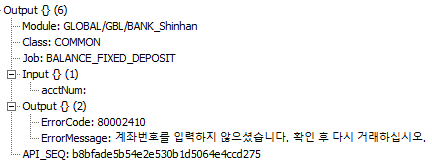 Output {} (6)
Module: GLOBAL/GBL/BANK_Shinhan
Class: COMMON
Job: BALANCE_FIXED_DEPOSIT
Input {} (1)
acctNum:
Output {} (2)
ErrorCode: 80002410
ErrorMessage: 계좌번호를 입력하지 않으셨습니다. 확인 후 다시 거래하십시오.
API_SEQ: b8bfade5b54e2e530b1d5064e4ccd275